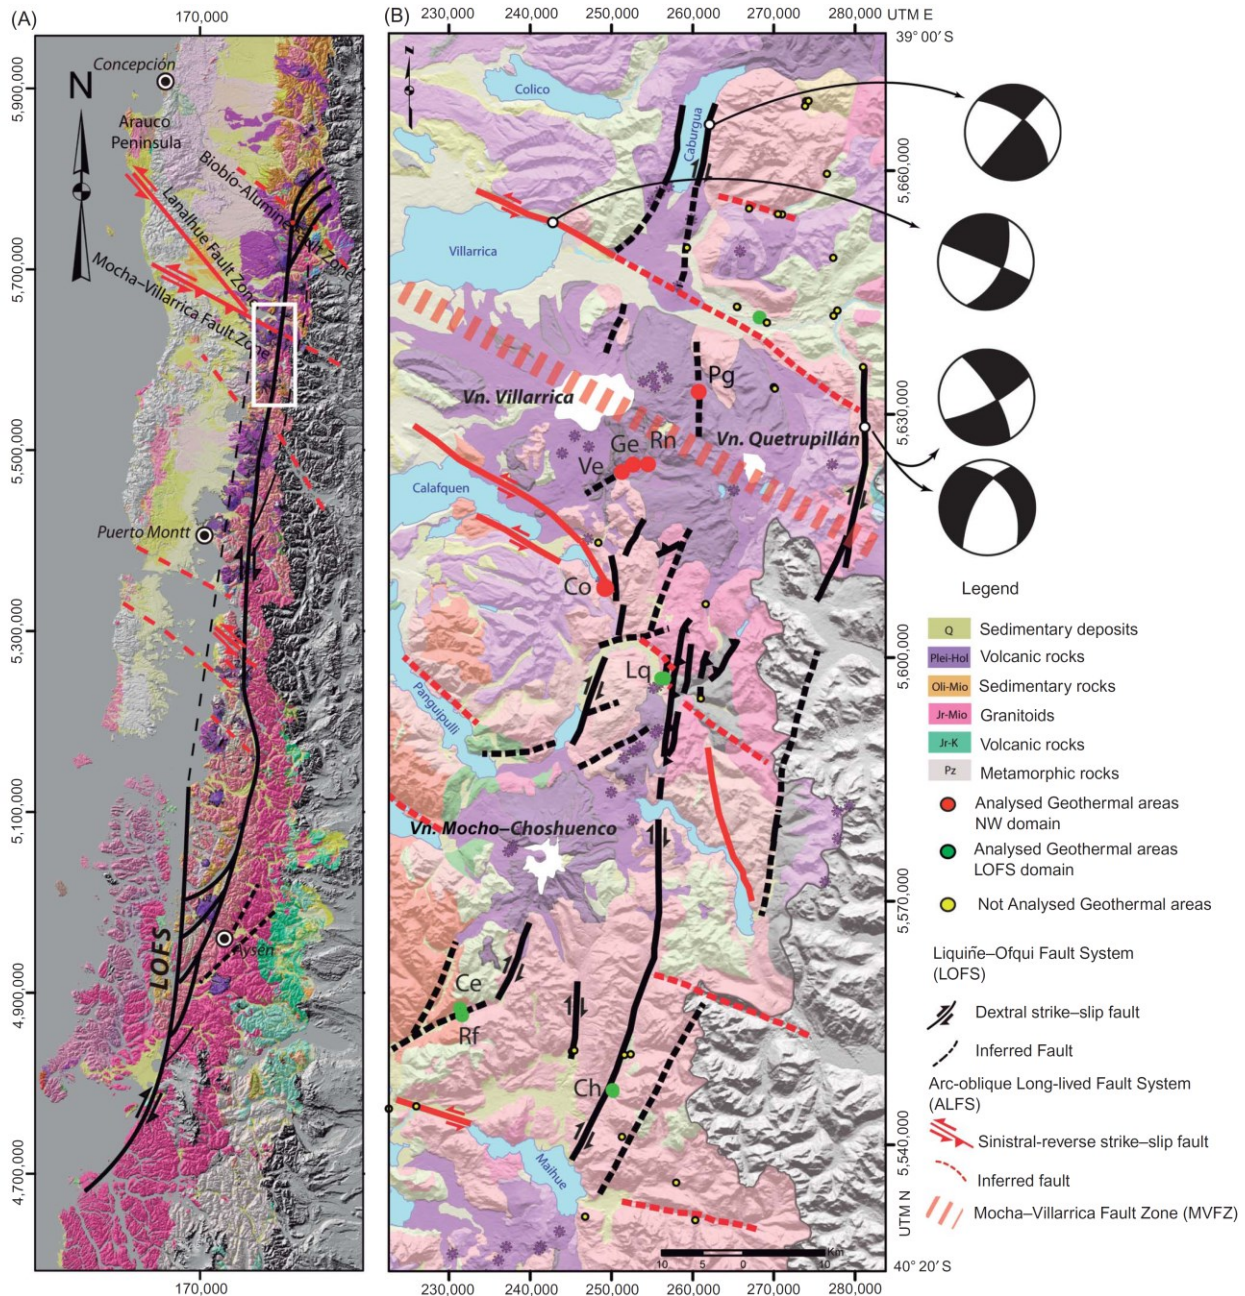 (A)
170,000
5,900,000
5,700,000
5,500,000
5,300,000
5,100,000
4,900,000
4,700,000
Concepción
N
Arauco
Peninsula
Biobío-Aluminé Fault Zone
Lanalhue Fault Zone
Mocha–Villarrica Fault Zone
Puerto Montt
LOFS
Aysén
170,000
(B)
230,000 240,000 250,000 260,000 270,000 280,000 UTM E
39° 00' S
Colico
Caburgua
Villarrica
5,660,000
Vn. Villarrica
Pg
5,630,000
Vn. Quetrupillán
Ge Rn
Ve
Calafquen
Co
5,600,000
Lq
Panguipulli
Vn. Mocho–Choshuenco
5,570,000
Ce
Rf
Ch
5,540,000
Maihue
UTM N
10 5 0 10 Km
40° 20' S
230,000 240,000 250,000 260,000 270,000 280,000
Legend
Q Sedimentary deposits
Plei-Hol Volcanic rocks
Oli-Mio Sedimentary rocks
Jr-Mio Granitoids
Jr-K Volcanic rocks
Pz Metamorphic rocks
Analysed Geothermal areas
NW domain
Analysed Geothermal areas
LOFS domain
Not Analysed Geothermal areas
Liquiñe–Ofqui Fault System
(LOFS)
Dextral strike–slip fault
Inferred Fault
Arc-oblique Long-lived Fault System
(ALFS)
Sinistral-reverse strike–slip fault
Inferred fault
Mocha–Villarrica Fault Zone (MVFZ)